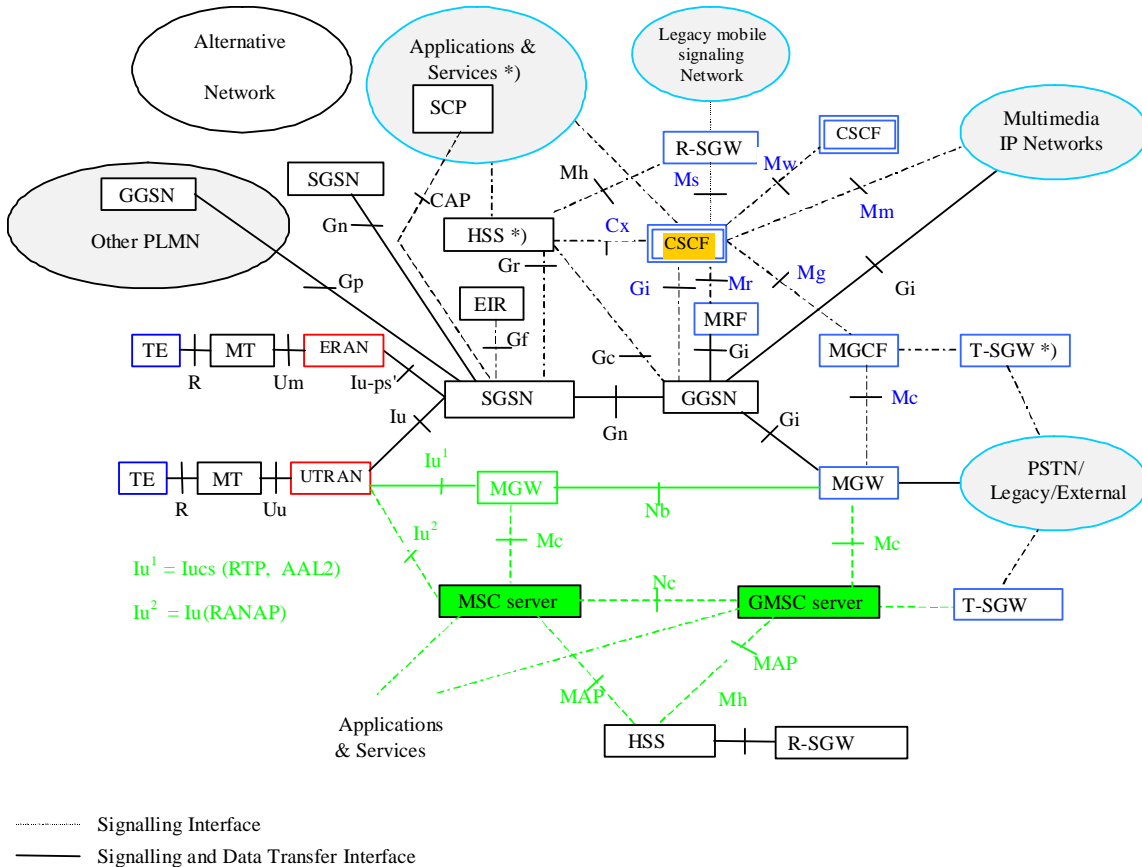 Alternative
Network
Applications &
Services *)
SCP
Legacy mobile
signaling
Network
Multimedia
IP Networks
CSCF
R-SGW
Mw
Mh
Ms
Mm
SGSN
GGSN
Other PLMN
CAP
Gn
HSS *)
Cx
CSCF
Gp
Gr
Gi
Mr
Mg
Gi
EIR
Gf
MRF
Gc
Gi
TE
R
MT
Um
ERAN
Iu-ps'
MGCF
T-SGW *)
Mc
SGSN
GGSN
Iu
Gn
Gi
TE
R
MT
Uu
UTRAN
Iu1
MGW
Nb
MGW
PSTN/
Legacy/External
Iu2
Mc
Mc
Iu1 = Iucs (RTP, AAL2)
Iu2 = Iu(RANAP)
MSC server
Nc
GMSC server
T-SGW
MAP
MAP
Mh
Applications
& Services
HSS
R-SGW
Signalling Interface
Signalling and Data Transfer Interface